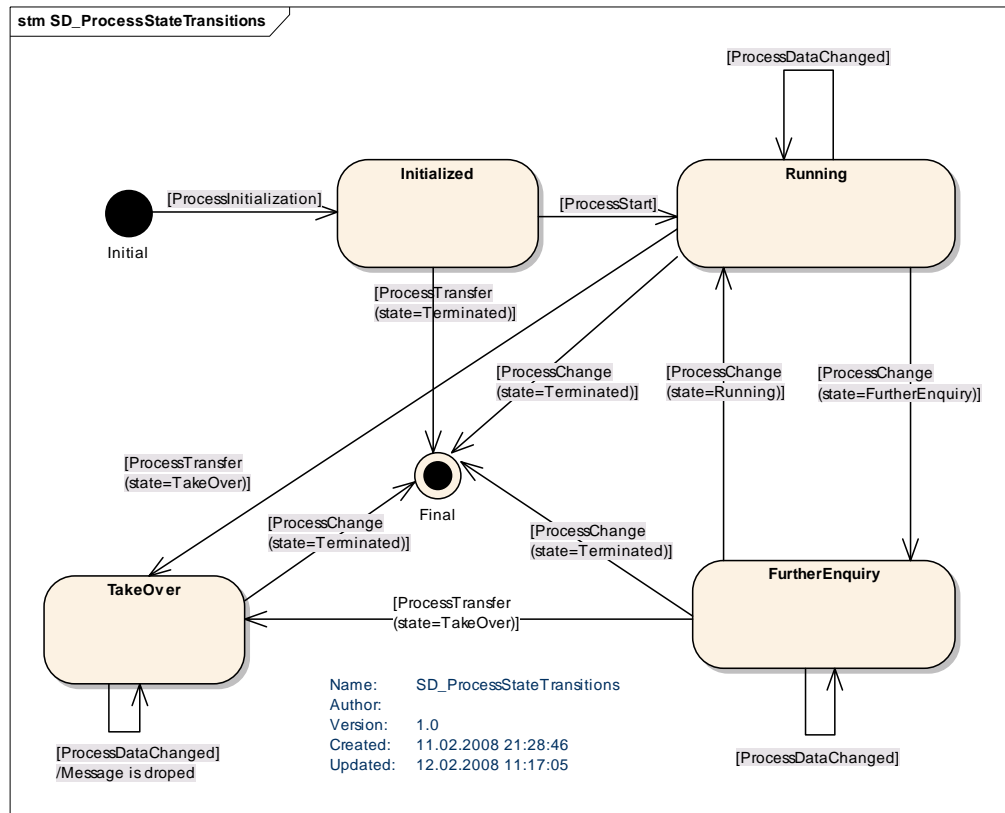 stm SD_ProcessStateTransitions
[ProcessDataChanged]
Initialized
Running
[ProcessInitialization]
[ProcessStart]
Initial
[ProcessTransfer
(state=Terminated)]
[ProcessChange
(state=Terminated)]
[ProcessChange
(state=Running)]
[ProcessChange
(state=FurtherEnquiry)]
[ProcessTransfer
(state=TakeOver)]
Final
[ProcessChange
(state=Terminated)]
[ProcessChange
(state=Terminated)]
TakeOver
FurtherEnquiry
[ProcessTransfer
(state=TakeOver)]
Name: SD_ProcessStateTransitions
Author:
Version: 1.0
Created: 11.02.2008 21:28:46
Updated: 12.02.2008 11:17:05
[ProcessDataChanged]
/Message is droped
[ProcessDataChanged]